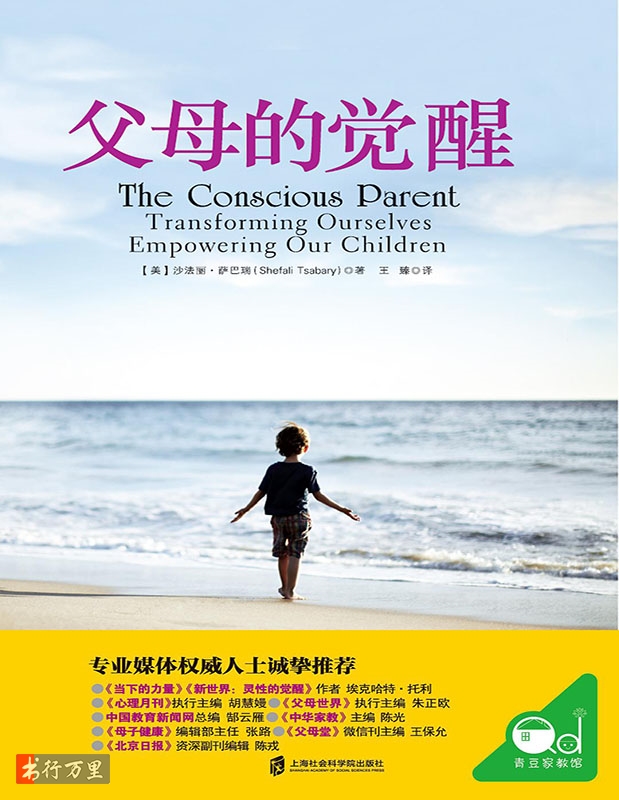 父母的觉醒
The Conscious Parent
Transforming Ourselves
Empowering Our Children
【美】沙法丽·萨巴瑞(Shefali Tsabary)◎著 王 臻◎译
专业媒体权威人士诚挚推荐
●《当下的力量》《新世界:灵性的觉醒》作者 埃克哈特·托利
●《心理月刊》执行主编 胡慧嫚●《父母世界》执行主编 朱正欧
●中国教育新闻网总编 郜云雁●《中华家教》主编 陈光
●《母子健康》编辑部主任 张路●《父母堂》微信刊主编 王保允
●《北京日报》资深副刊编辑 陈戎
书行万里
上海社会科学院出版社
SHANGHAI ACADEMY OF SOCIAL SCIENCES PRESS
Qd
青豆家教馆